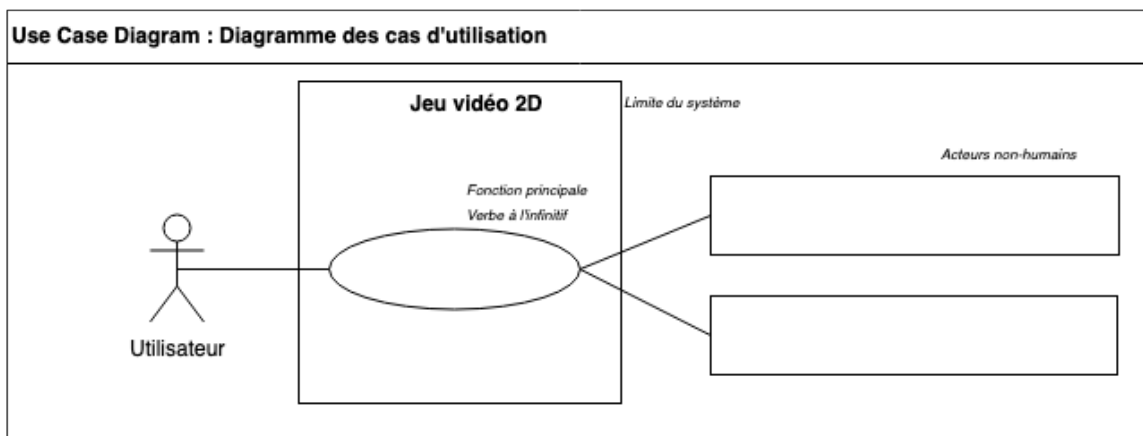 Use Case Diagram : Diagramme des cas d'utilisation
Jeu vidéo 2D
Limite du système
Acteurs non-humains
Fonction principale
Verbe à l'infinitif
Utilisateur